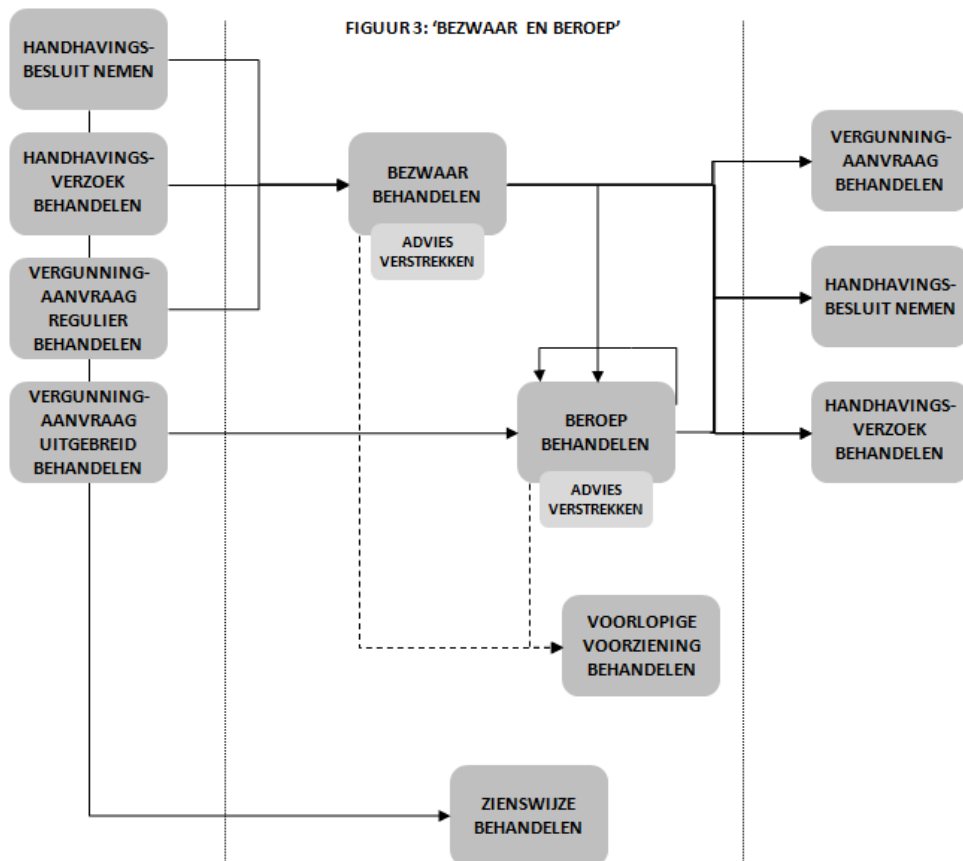 FIGUUR 3: 'BEZWAAR EN BEROEP'
HANDHAVINGS-
BESLUIT NEMEN
HANDHAVINGS-
VERZOEK
BEHANDELEN
VERGUNNING-
AANVRAAG
REGULIER
BEHANDELEN
VERGUNNING-
AANVRAAG
UITGEBREID
BEHANDELEN
BEZWAAR
BEHANDELEN
ADVIES
VERSTREKKEN
BEROEP
BEHANDELEN
ADVIES
VERSTREKKEN
VOORLOPIGE
VOORZIENING
BEHANDELEN
ZIENSWIJZE
BEHANDELEN
VERGUNNING-
AANVRAAG
BEHANDELEN
HANDHAVINGS-
BESLUIT NEMEN
HANDHAVINGS-
VERZOEK
BEHANDELEN